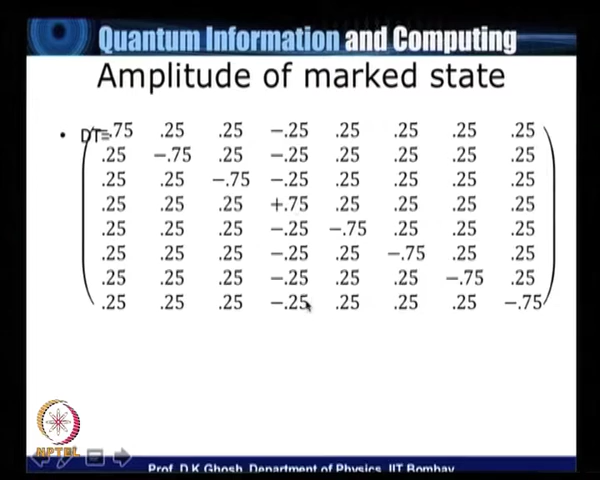 Quantum Information and Computing
Amplitude of marked state
• DT= −.75 .25 .25 −.25 .25 .25 .25 .25
.25 −.75 .25 −.25 .25 .25 .25 .25
.25 .25 −.75 −.25 .25 .25 .25 .25
.25 .25 .25 +.75 .25 .25 .25 .25
.25 .25 .25 −.25 −.75 .25 .25 .25
.25 .25 .25 −.25 .25 −.75 .25 .25
.25 .25 .25 −.25 .25 .25 −.75 .25
.25 .25 .25 −.25 .25 .25 .25 −.75
NPTEL
Prof. D K Ghosh, Department of Physics, IIT Bombay